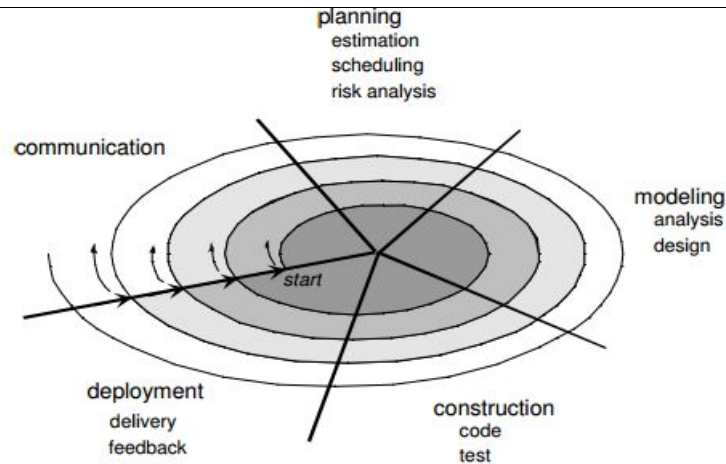 planning
estimation
scheduling
risk analysis
communication
modeling
analysis
design
start
deployment
delivery
feedback
construction
code
test